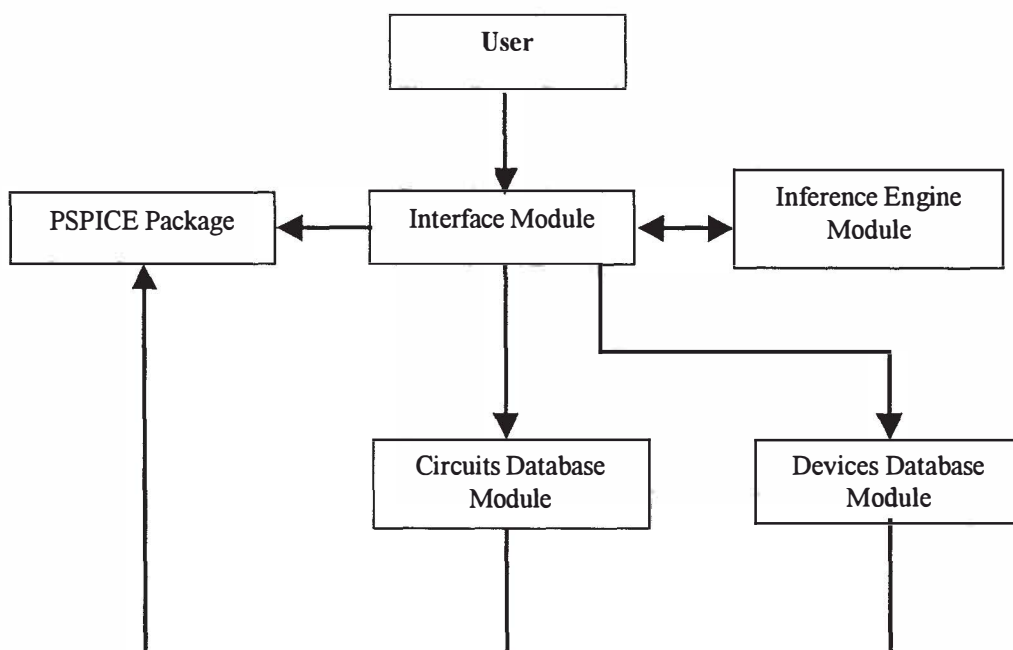 User
PSPICE Package
Interface Module
Inference Engine
Module
Circuits Database
Module
Devices Database
Module